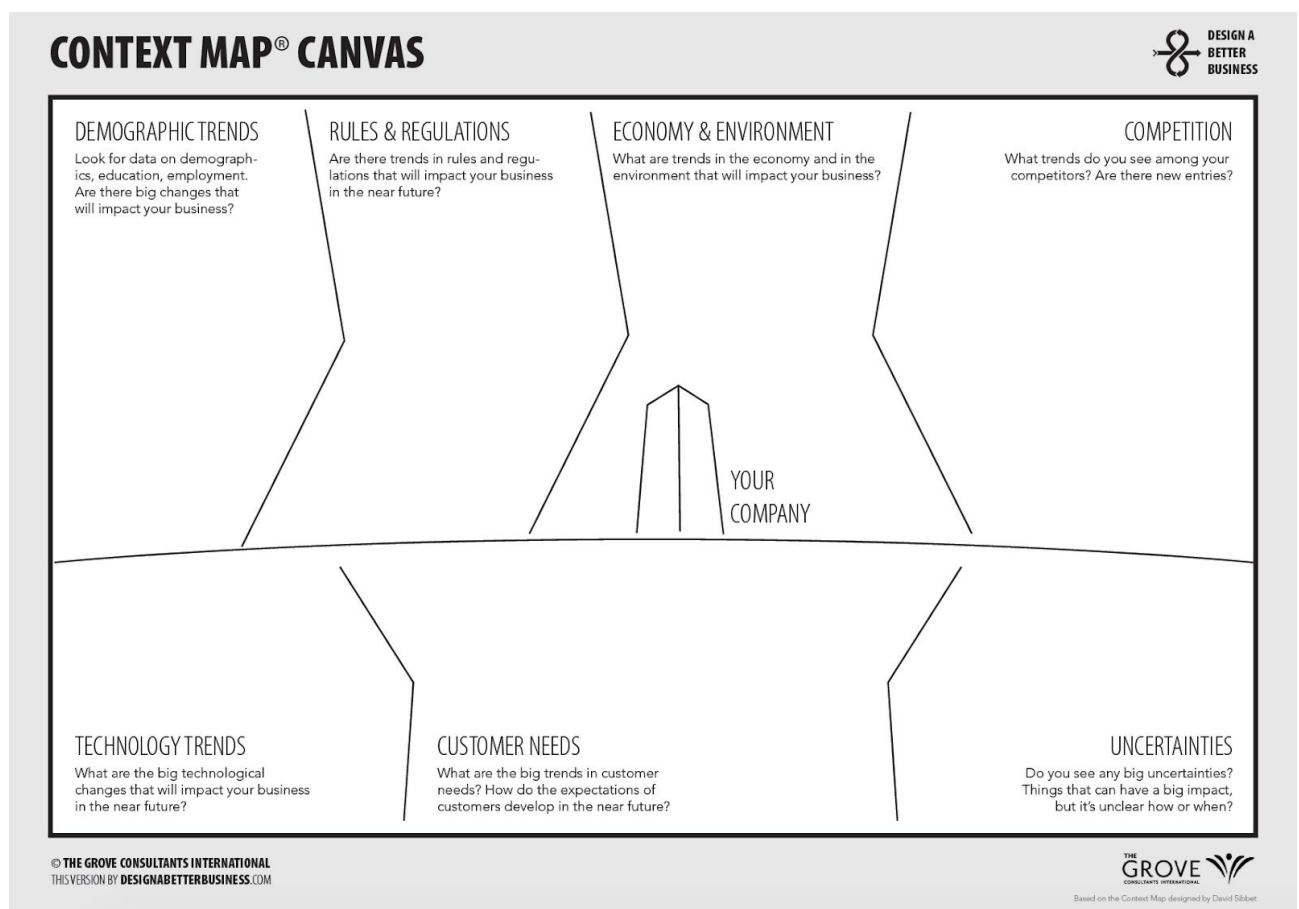 CONTEXT MAP® CANVAS
DESIGN A
BETTER
BUSINESS
DEMOGRAPHIC TRENDS
Look for data on demograph-
ics, education, employment.
Are there big changes that
will impact your business?
RULES & REGULATIONS
Are there trends in rules and regu-
lations that will impact your business
in the near future?
ECONOMY & ENVIRONMENT
What are trends in the economy and in the
environment that will impact your business?
COMPETITION
What trends do you see among your
competitors? Are there new entries?
YOUR
COMPANY
TECHNOLOGY TRENDS
What are the big technological
changes that will impact your business
in the near future?
CUSTOMER NEEDS
What are the big trends in customer
needs? How do the expectations of
customers develop in the near future?
UNCERTAINTIES
Do you see any big uncertainties?
Things that can have a big impact,
but it's unclear how or when?
© THE GROVE CONSULTANTS INTERNATIONAL
THIS VERSION BY DESIGNABETTERBUSINESS.COM
THE
GROVE
CONSULTANTS INTERNATIONAL
Based on the Context Map designed by David Sibbet